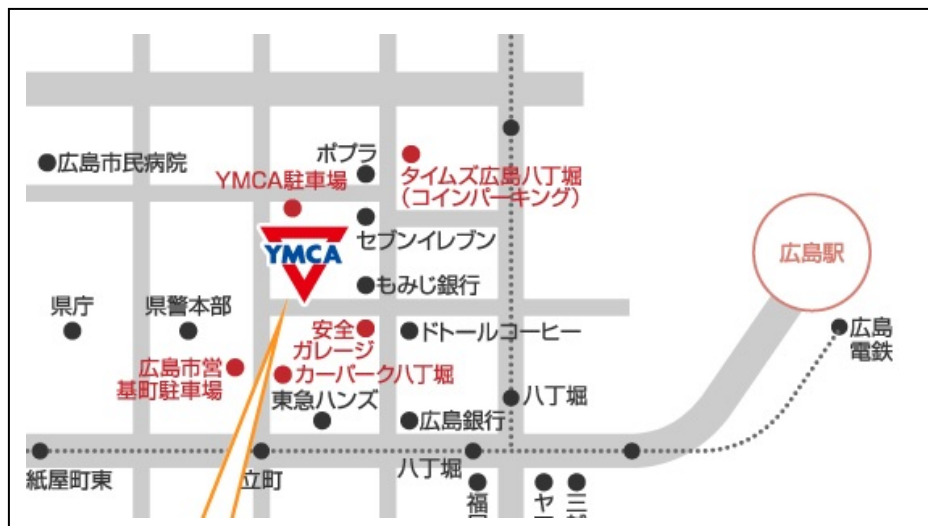 広島市民病院
ポプラ
YMCA駐車場
タイムズ広島八丁堀
(コインパーキング)
YMCA
セブンイレブン
広島駅
もみじ銀行
県庁
県警本部
安全
ガレージ
ドトールコーヒー
広島
電鉄
広島市営
基町駐車場
カーパーク八丁堀
東急ハンズ
広島銀行
八丁堀
紙屋町東
立町
八丁堀
福
ヤ
三